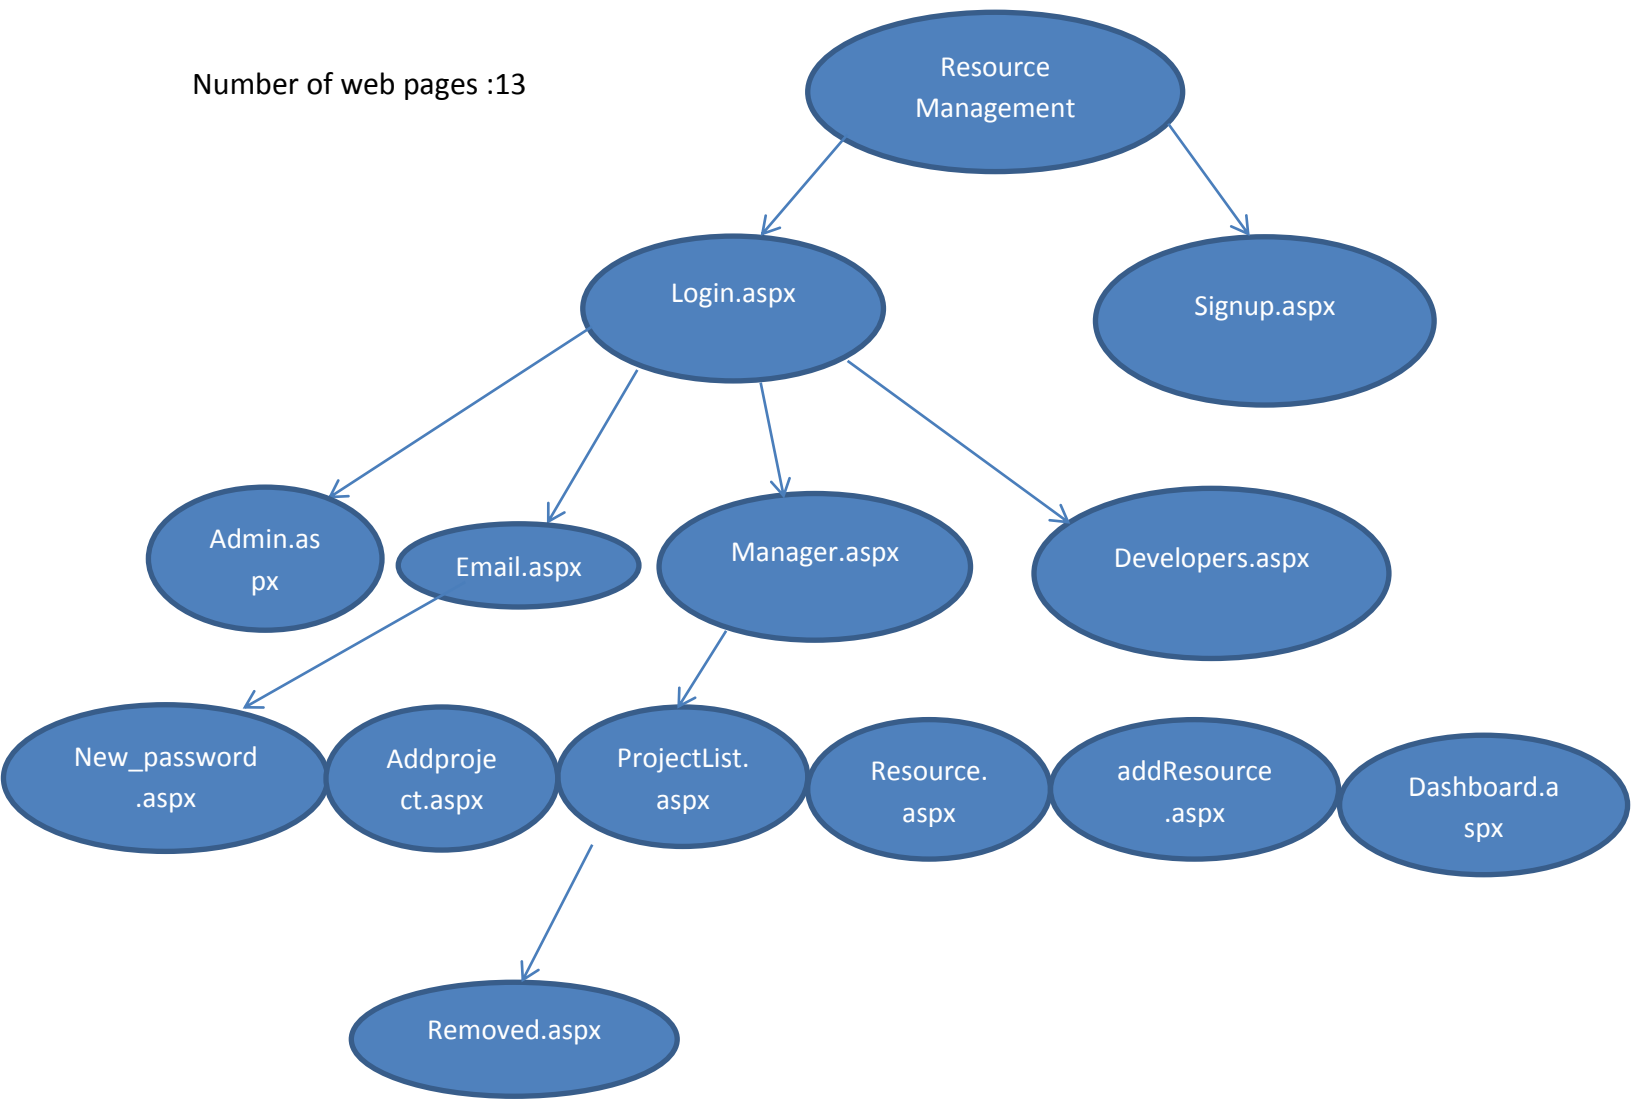 Number of web pages :13
Resource
Management
Login.aspx
Signup.aspx
Admin.as
px
Email.aspx
Manager.aspx
Developers.aspx
New_password
.aspx
Addproje
ct.aspx
ProjectList.
aspx
Resource.
aspx
addResource
.aspx
Dashboard.a
spx
Removed.aspx